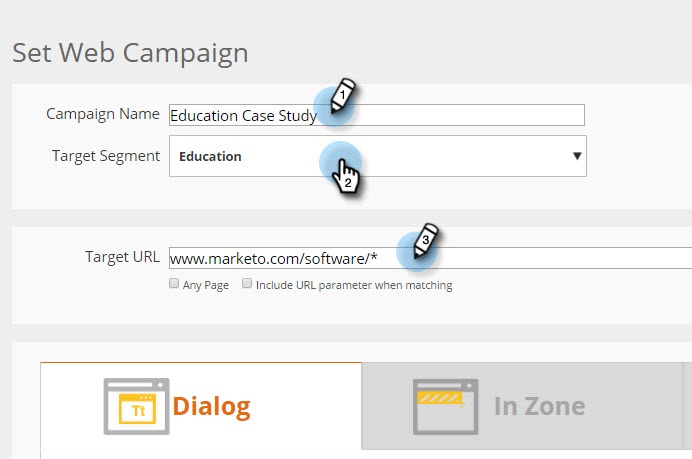 Set Web Campaign
Campaign Name Education Case Study 1
Target Segment Education 2
3
Target URL www.marketo.com/software/*
Any Page Include URL parameter when matching
Tt Dialog In Zone